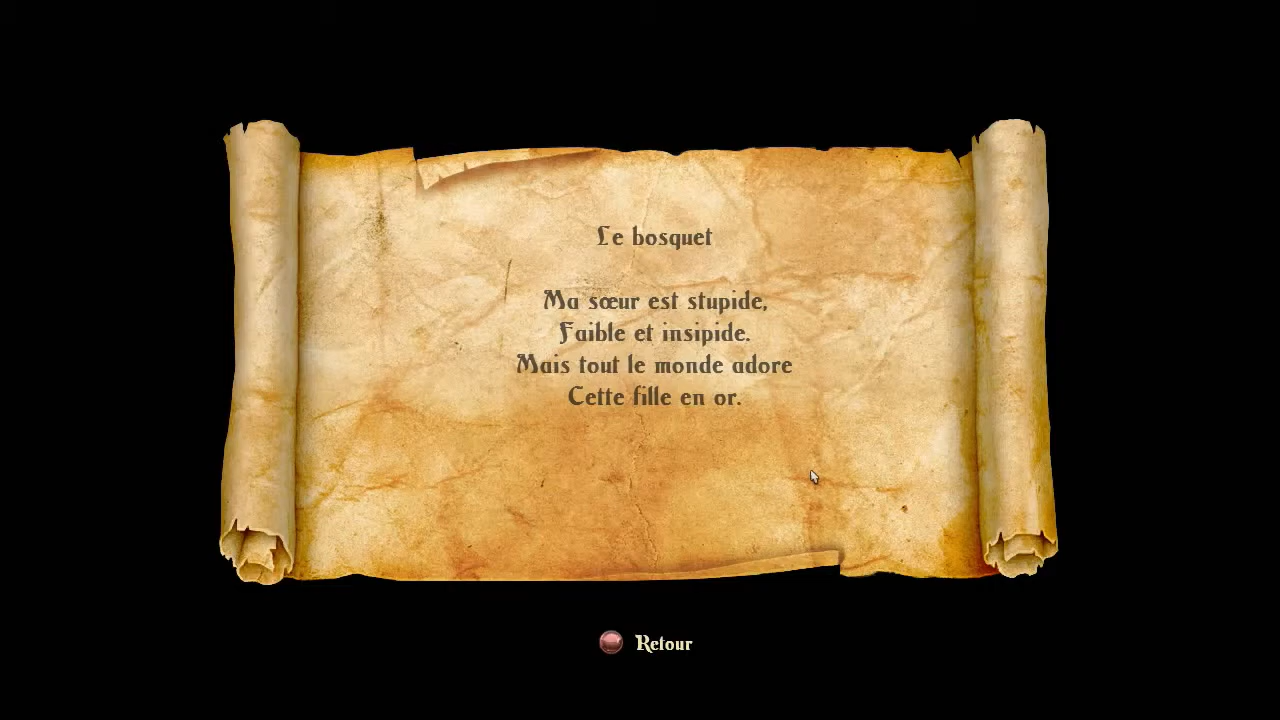 Le bosquet
Ma sœur est stupide,
Faible et insipide.
Mais tout le monde adore
Cette fille en or.
Retour